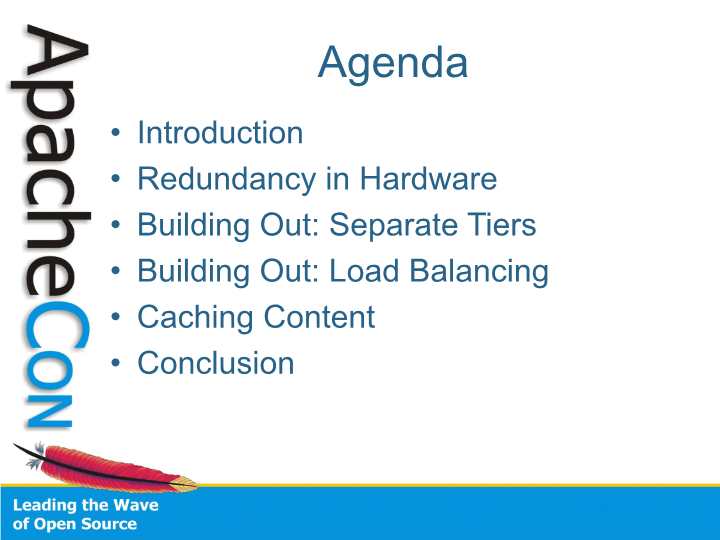 ApacheCon
Agenda
• Introduction
• Redundancy in Hardware
• Building Out: Separate Tiers
• Building Out: Load Balancing
• Caching Content
• Conclusion
Leading the Wave
of Open Source